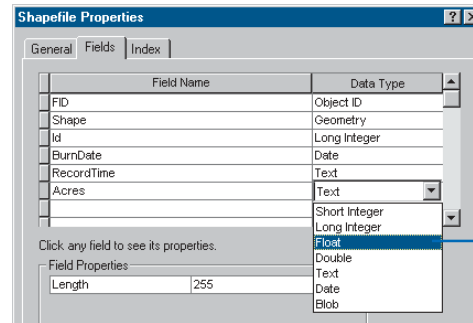 Shapefile Properties
General Fields Index
Field Name Data Type
FID Object ID
Shape Geometry
Id Long Integer
BurnDate Date
RecordTime Text
Acres Text
Short Integer
Long Integer
Click any field to see its properties. Float
Double
Field Properties Text
Length 255 Date
Blob